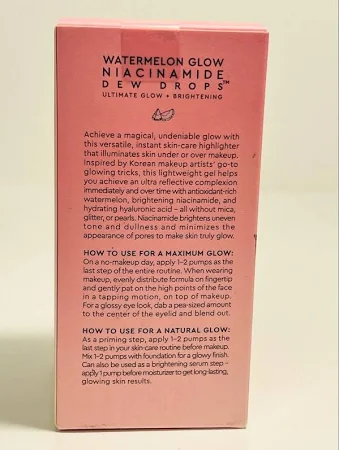 WATERMELON GLOW
NIACINAMIDE
DEW DROPS™
ULTIMATE GLOW + BRIGHTENING
Achieve a magical, undeniable glow with
this versatile, instant skin-care highlighter
that illuminates skin under or over makeup.
Inspired by Korean makeup artists' go-to
glowing tricks, this lightweight gel helps
you achieve an ultra reflective complexion
immediately and over time with antioxidant-rich
watermelon, brightening niacinamide, and
hydrating hyaluronic acid – all without mica,
glitter, or pearls. Niacinamide brightens uneven
tone and dullness and minimizes the
appearance of pores to make skin truly glow.
HOW TO USE FOR A MAXIMUM GLOW:
On a no-makeup day, apply 1–2 pumps as the
last step of the entire routine. When wearing
makeup, evenly distribute formula on fingertip
and gently pat on the high points of the face
in a tapping motion, on top of makeup.
For a glossy eye look, dab a pea-sized amount
to the center of the eyelid and blend out.
HOW TO USE FOR A NATURAL GLOW:
As a priming step, apply 1–2 pumps as the
last step in your skin-care routine before makeup.
Mix 1–2 pumps with foundation for a glowy finish.
Can also be used as a brightening serum step –
apply 1 pump before moisturizer to get long-lasting,
glowing skin results.